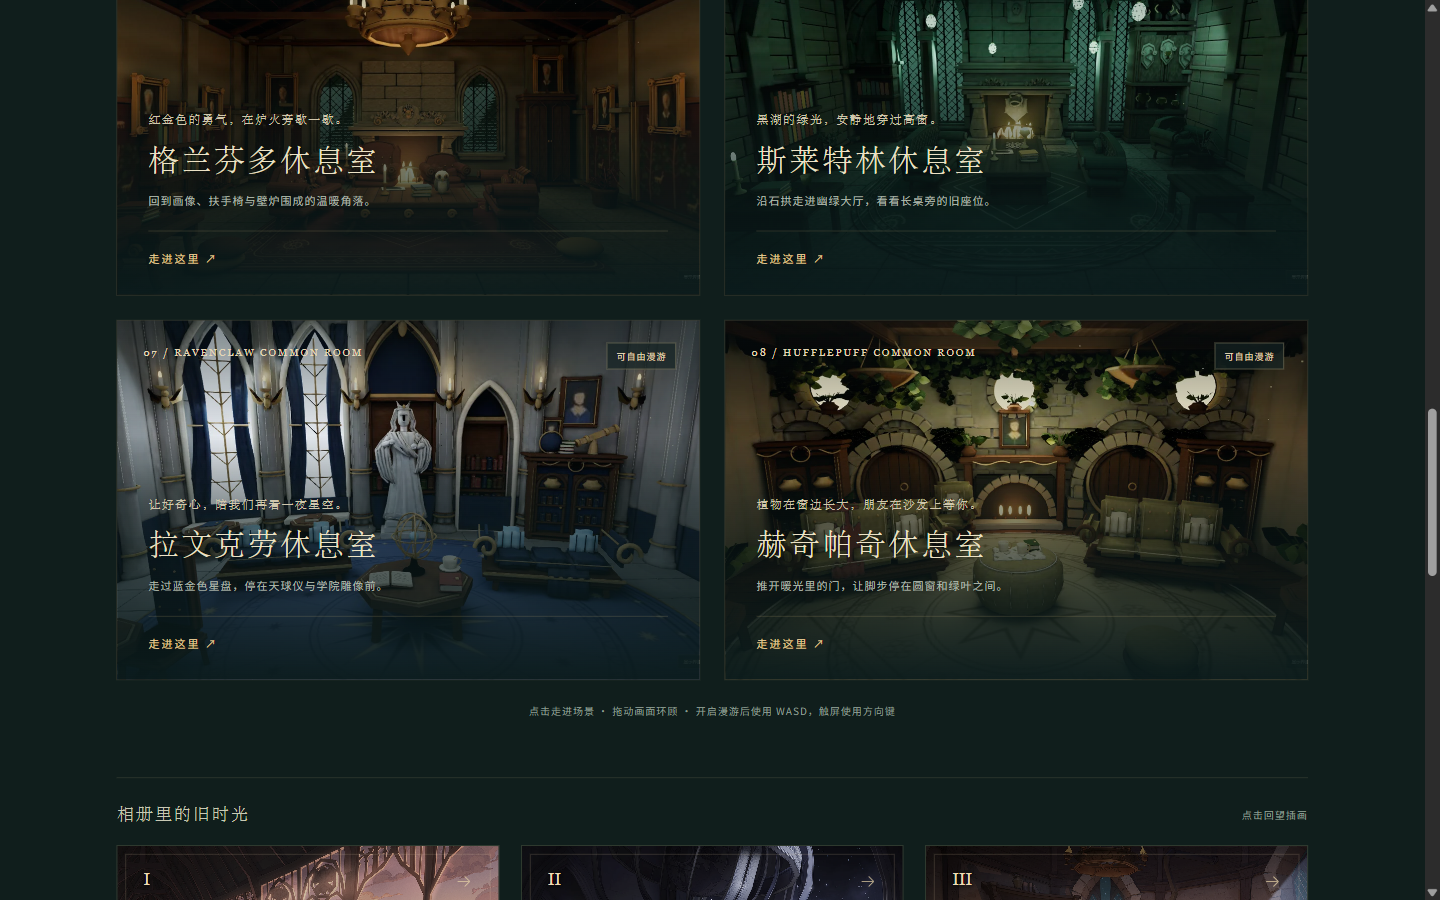 红金色的勇气，在炉火旁歇一歇。
格兰芬多休息室
回到画像、扶手椅与壁炉围成的温暖角落。
走进这里 ↗
黑湖的绿光，安静地穿过高窗。
斯莱特林休息室
沿石拱走进幽绿大厅，看看长桌旁的旧座位。
走进这里 ↗
07 / RAVENCLAW COMMON ROOM
可自由漫游
让好奇心，陪我们再看一夜星空。
拉文克劳休息室
走过蓝金色星盘，停在天球仪与学院雕像前。
走进这里 ↗
08 / HUFFLEPUFF COMMON ROOM
可自由漫游
植物在窗边长大，朋友在沙发上等你。
赫奇帕奇休息室
推开暖光里的门，让脚步停在圆窗和绿叶之间。
走进这里 ↗
点击走进场景 · 拖动画面环顾 · 开启漫游后使用 WASD，触屏使用方向键
相册里的旧时光
点击回望插画
I →
II →
III →